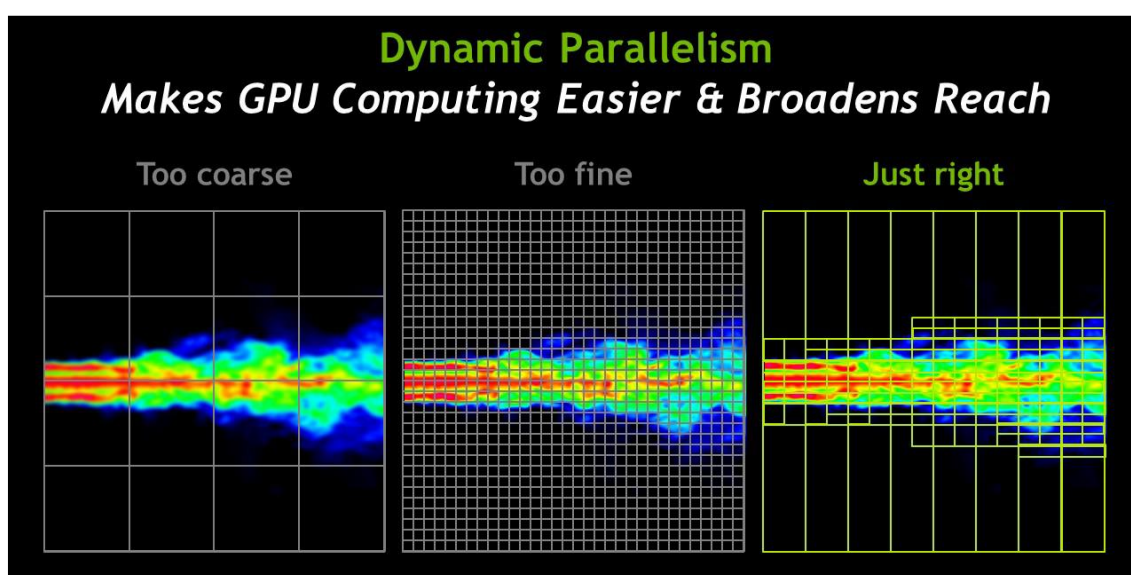 Dynamic Parallelism
Makes GPU Computing Easier & Broadens Reach
Too coarse
Too fine
Just right